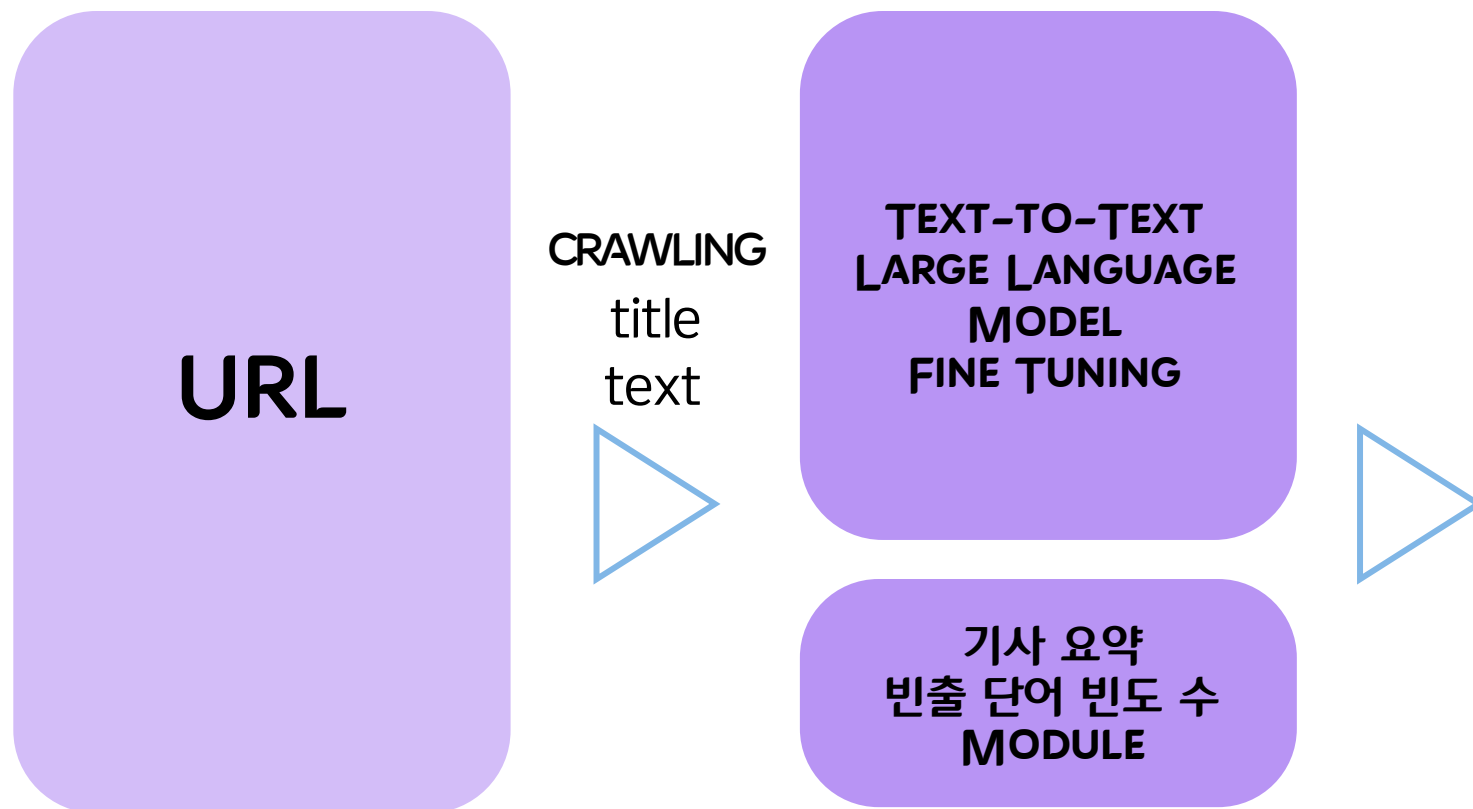 URL
CRAWLING
title
text
TEXT-TO-TEXT
LARGE LANGUAGE
MODEL
FINE TUNING
기사 요약
빈출 단어 빈도 수
MODULE